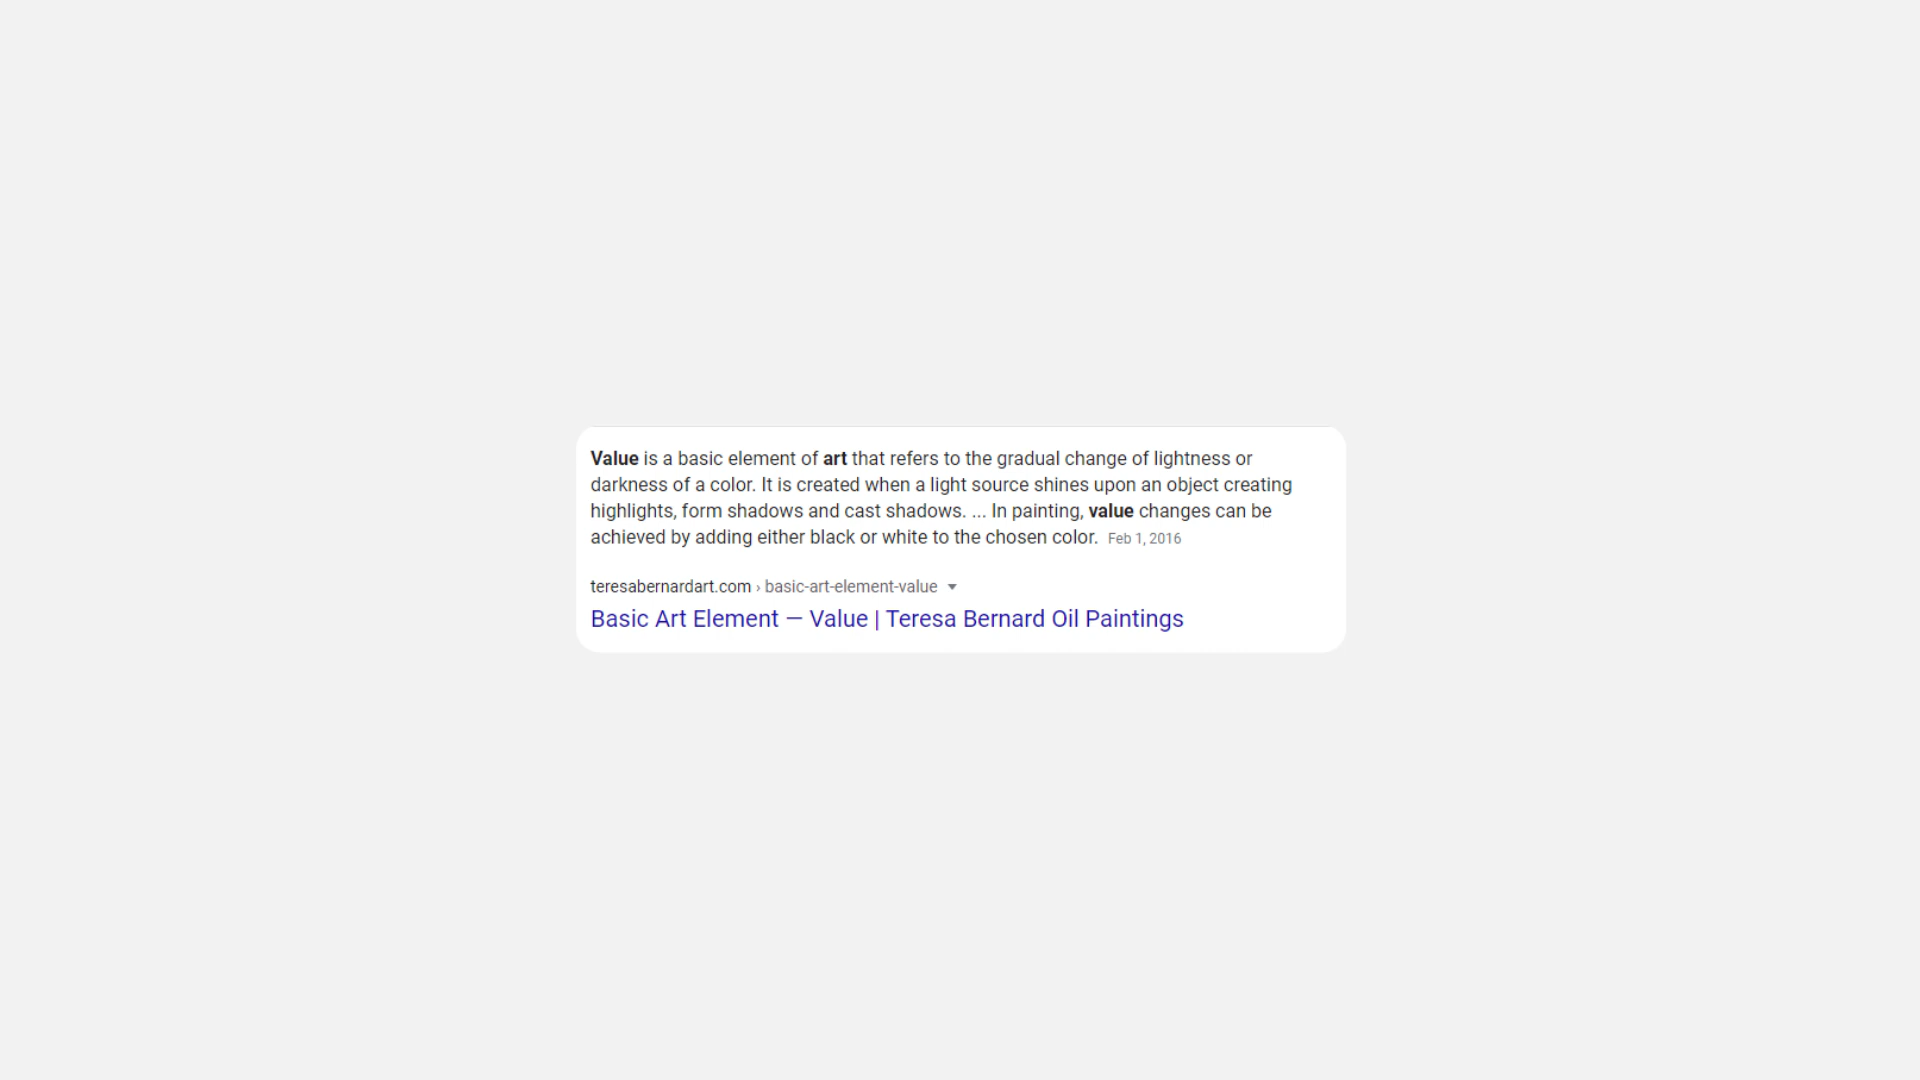 Value is a basic element of art that refers to the gradual change of lightness or
darkness of a color. It is created when a light source shines upon an object creating
highlights, form shadows and cast shadows. ... In painting, value changes can be
achieved by adding either black or white to the chosen color. Feb 1, 2016
teresabernardart.com › basic-art-element-value
Basic Art Element — Value | Teresa Bernard Oil Paintings